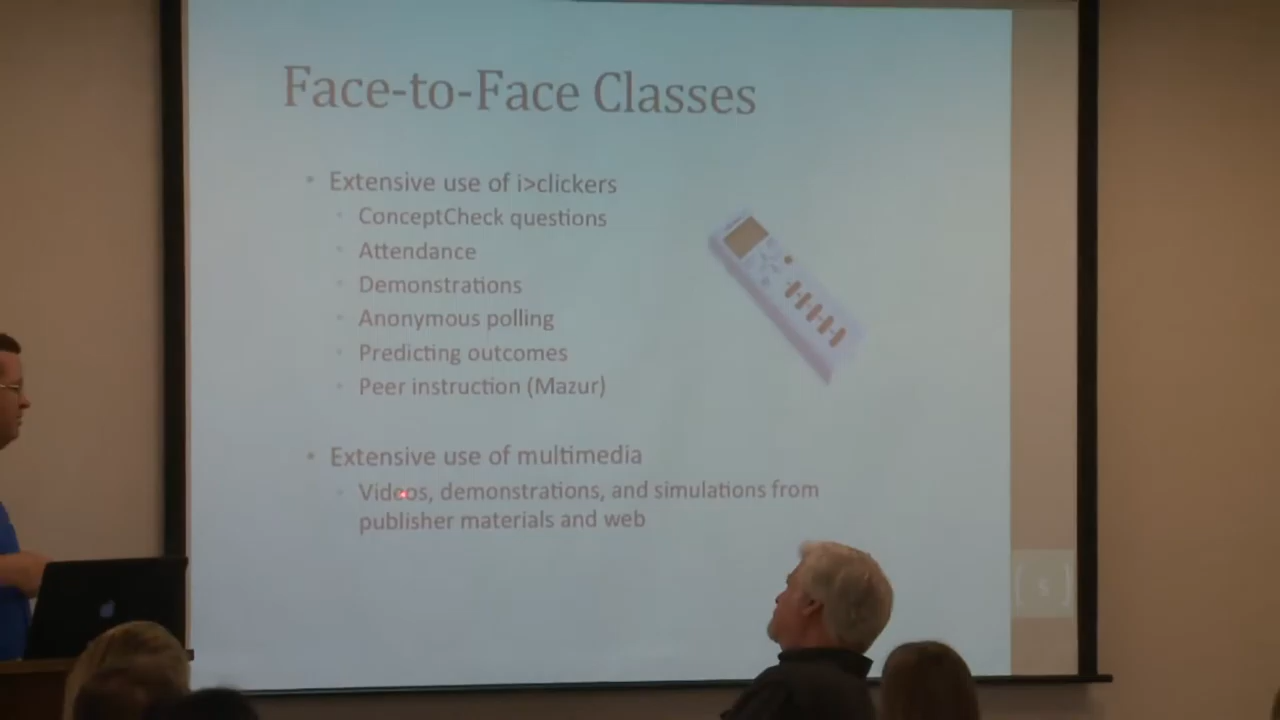 Face-to-Face Classes
• Extensive use of i>clickers
• ConceptCheck questions
• Attendance
• Demonstrations
• Anonymous polling
• Predicting outcomes
• Peer instruction (Mazur)
• Extensive use of multimedia
• Videos, demonstrations, and simulations from
publisher materials and web